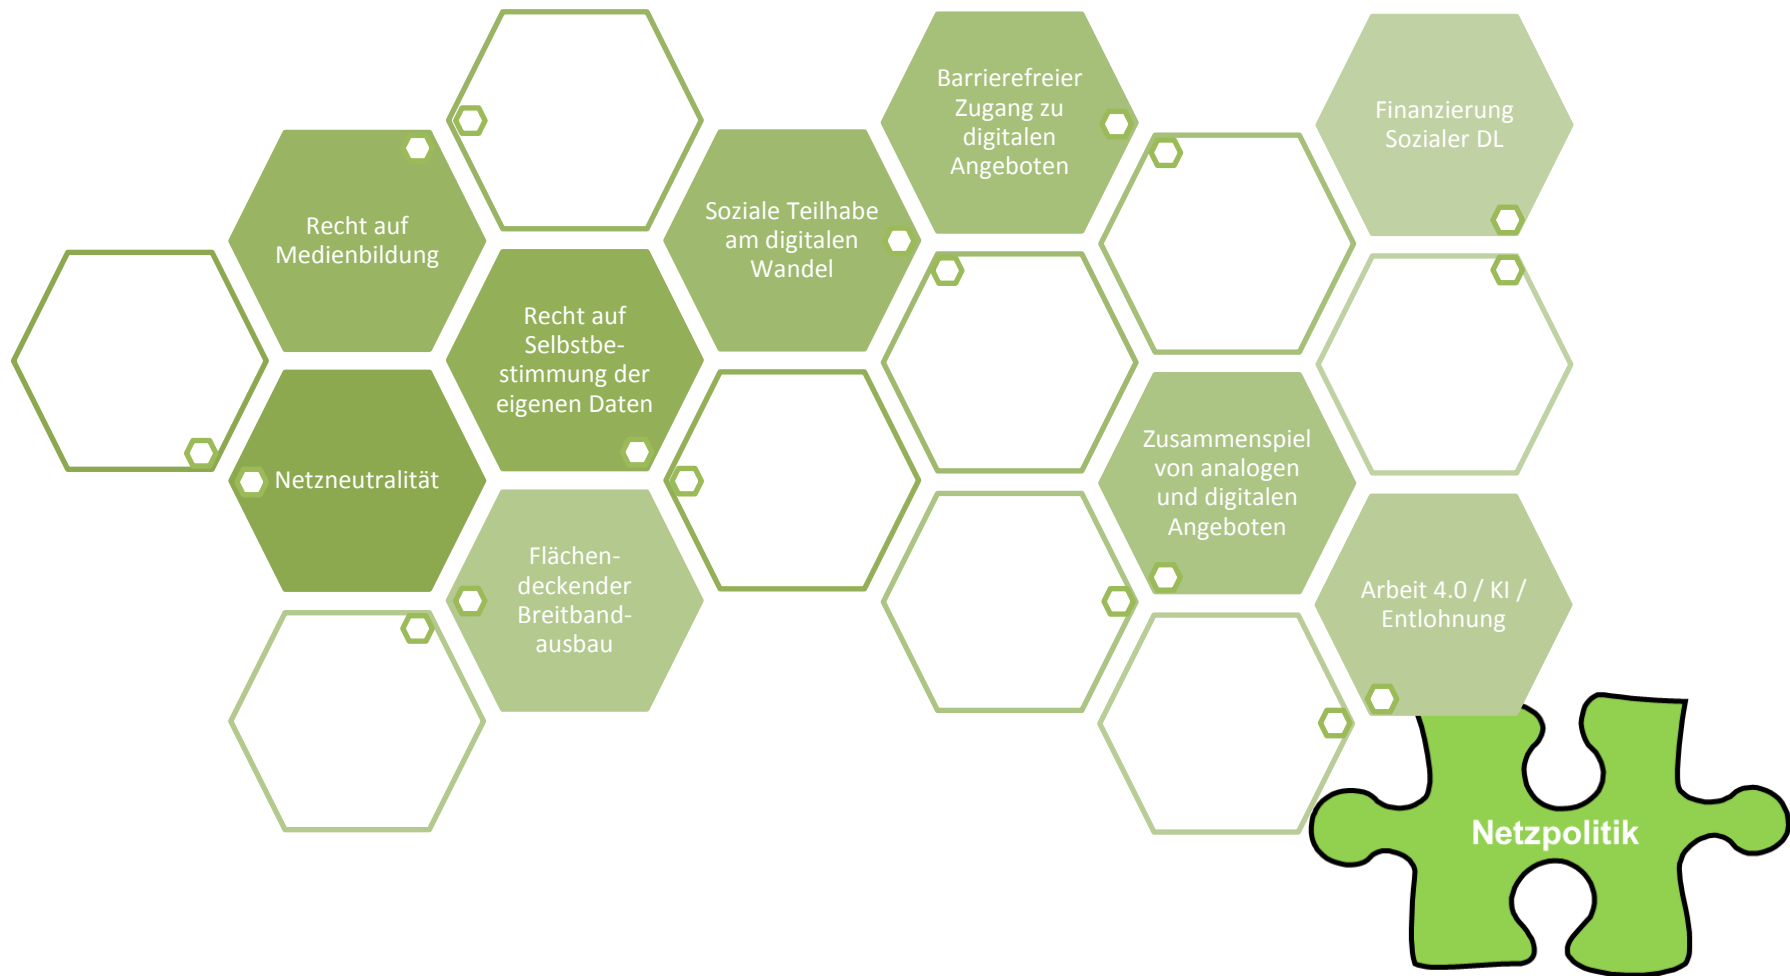 Recht auf
Medienbildung
Netzneutralität
Recht auf
Selbstbe-
stimmung der
eigenen Daten
Flächen-
deckender
Breitband-
ausbau
Soziale Teilhabe
am digitalen
Wandel
Barrierefreier
Zugang zu
digitalen
Angeboten
Zusammenspiel
von analogen
und digitalen
Angeboten
Finanzierung
Sozialer DL
Arbeit 4.0 / KI /
Entlohnung
Netzpolitik